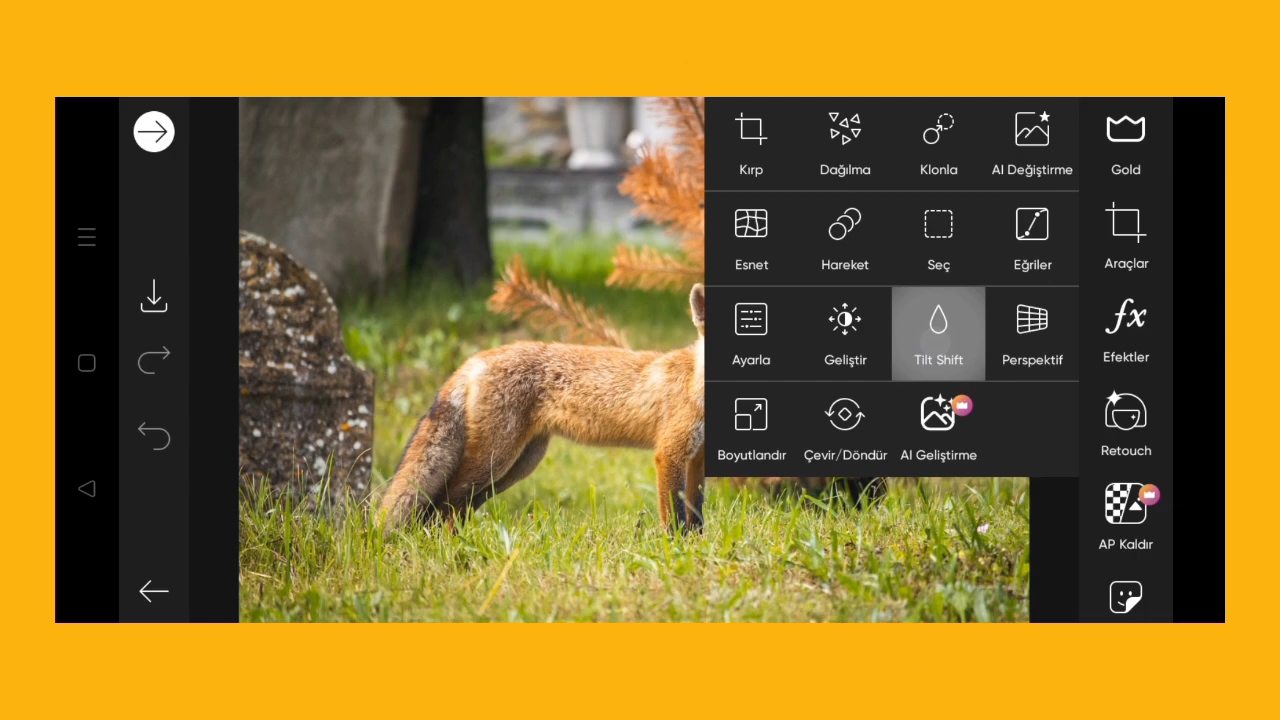 Kırp
Dağılma
Klonla
AI Değiştirme
Esnet
Hareket
Seç
Eğriler
Ayarla
Geliştir
Tilt Shift
Perspektif
Boyutlandır
Çevir/Döndür
AI Geliştirme
Gold
Araçlar
fx
Efektler
Retouch
AP Kaldır